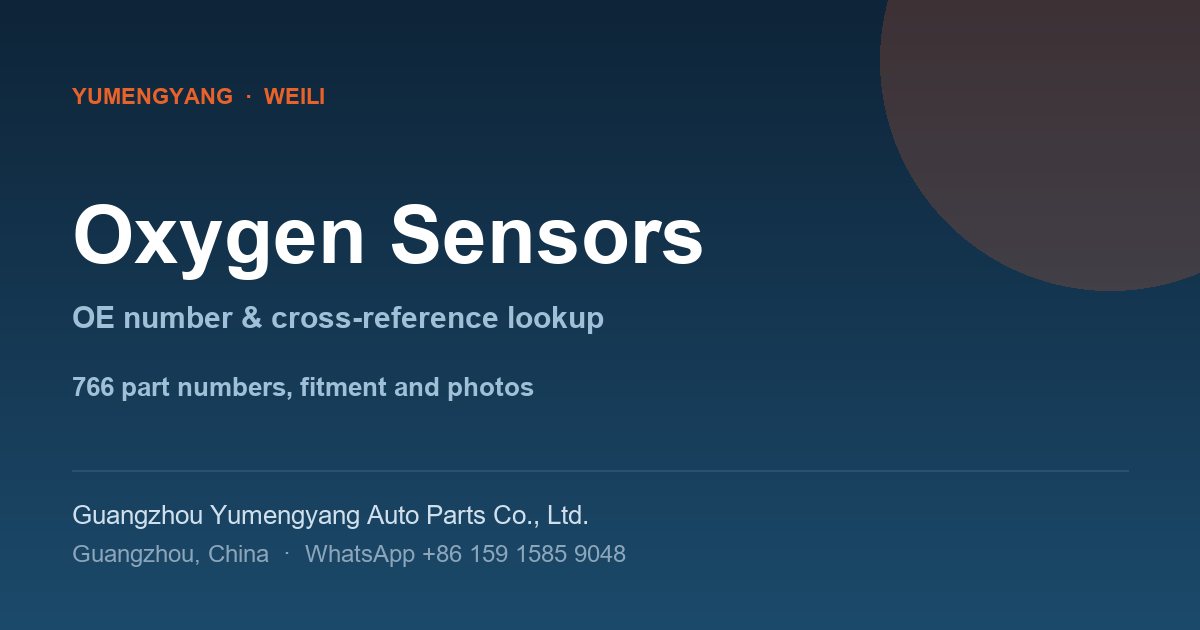 YUMENGYANG · WEILI
Oxygen Sensors
OE number & cross-reference lookup
766 part numbers, fitment and photos
Guangzhou Yumengyang Auto Parts Co., Ltd.
Guangzhou, China · WhatsApp +86 159 1585 9048